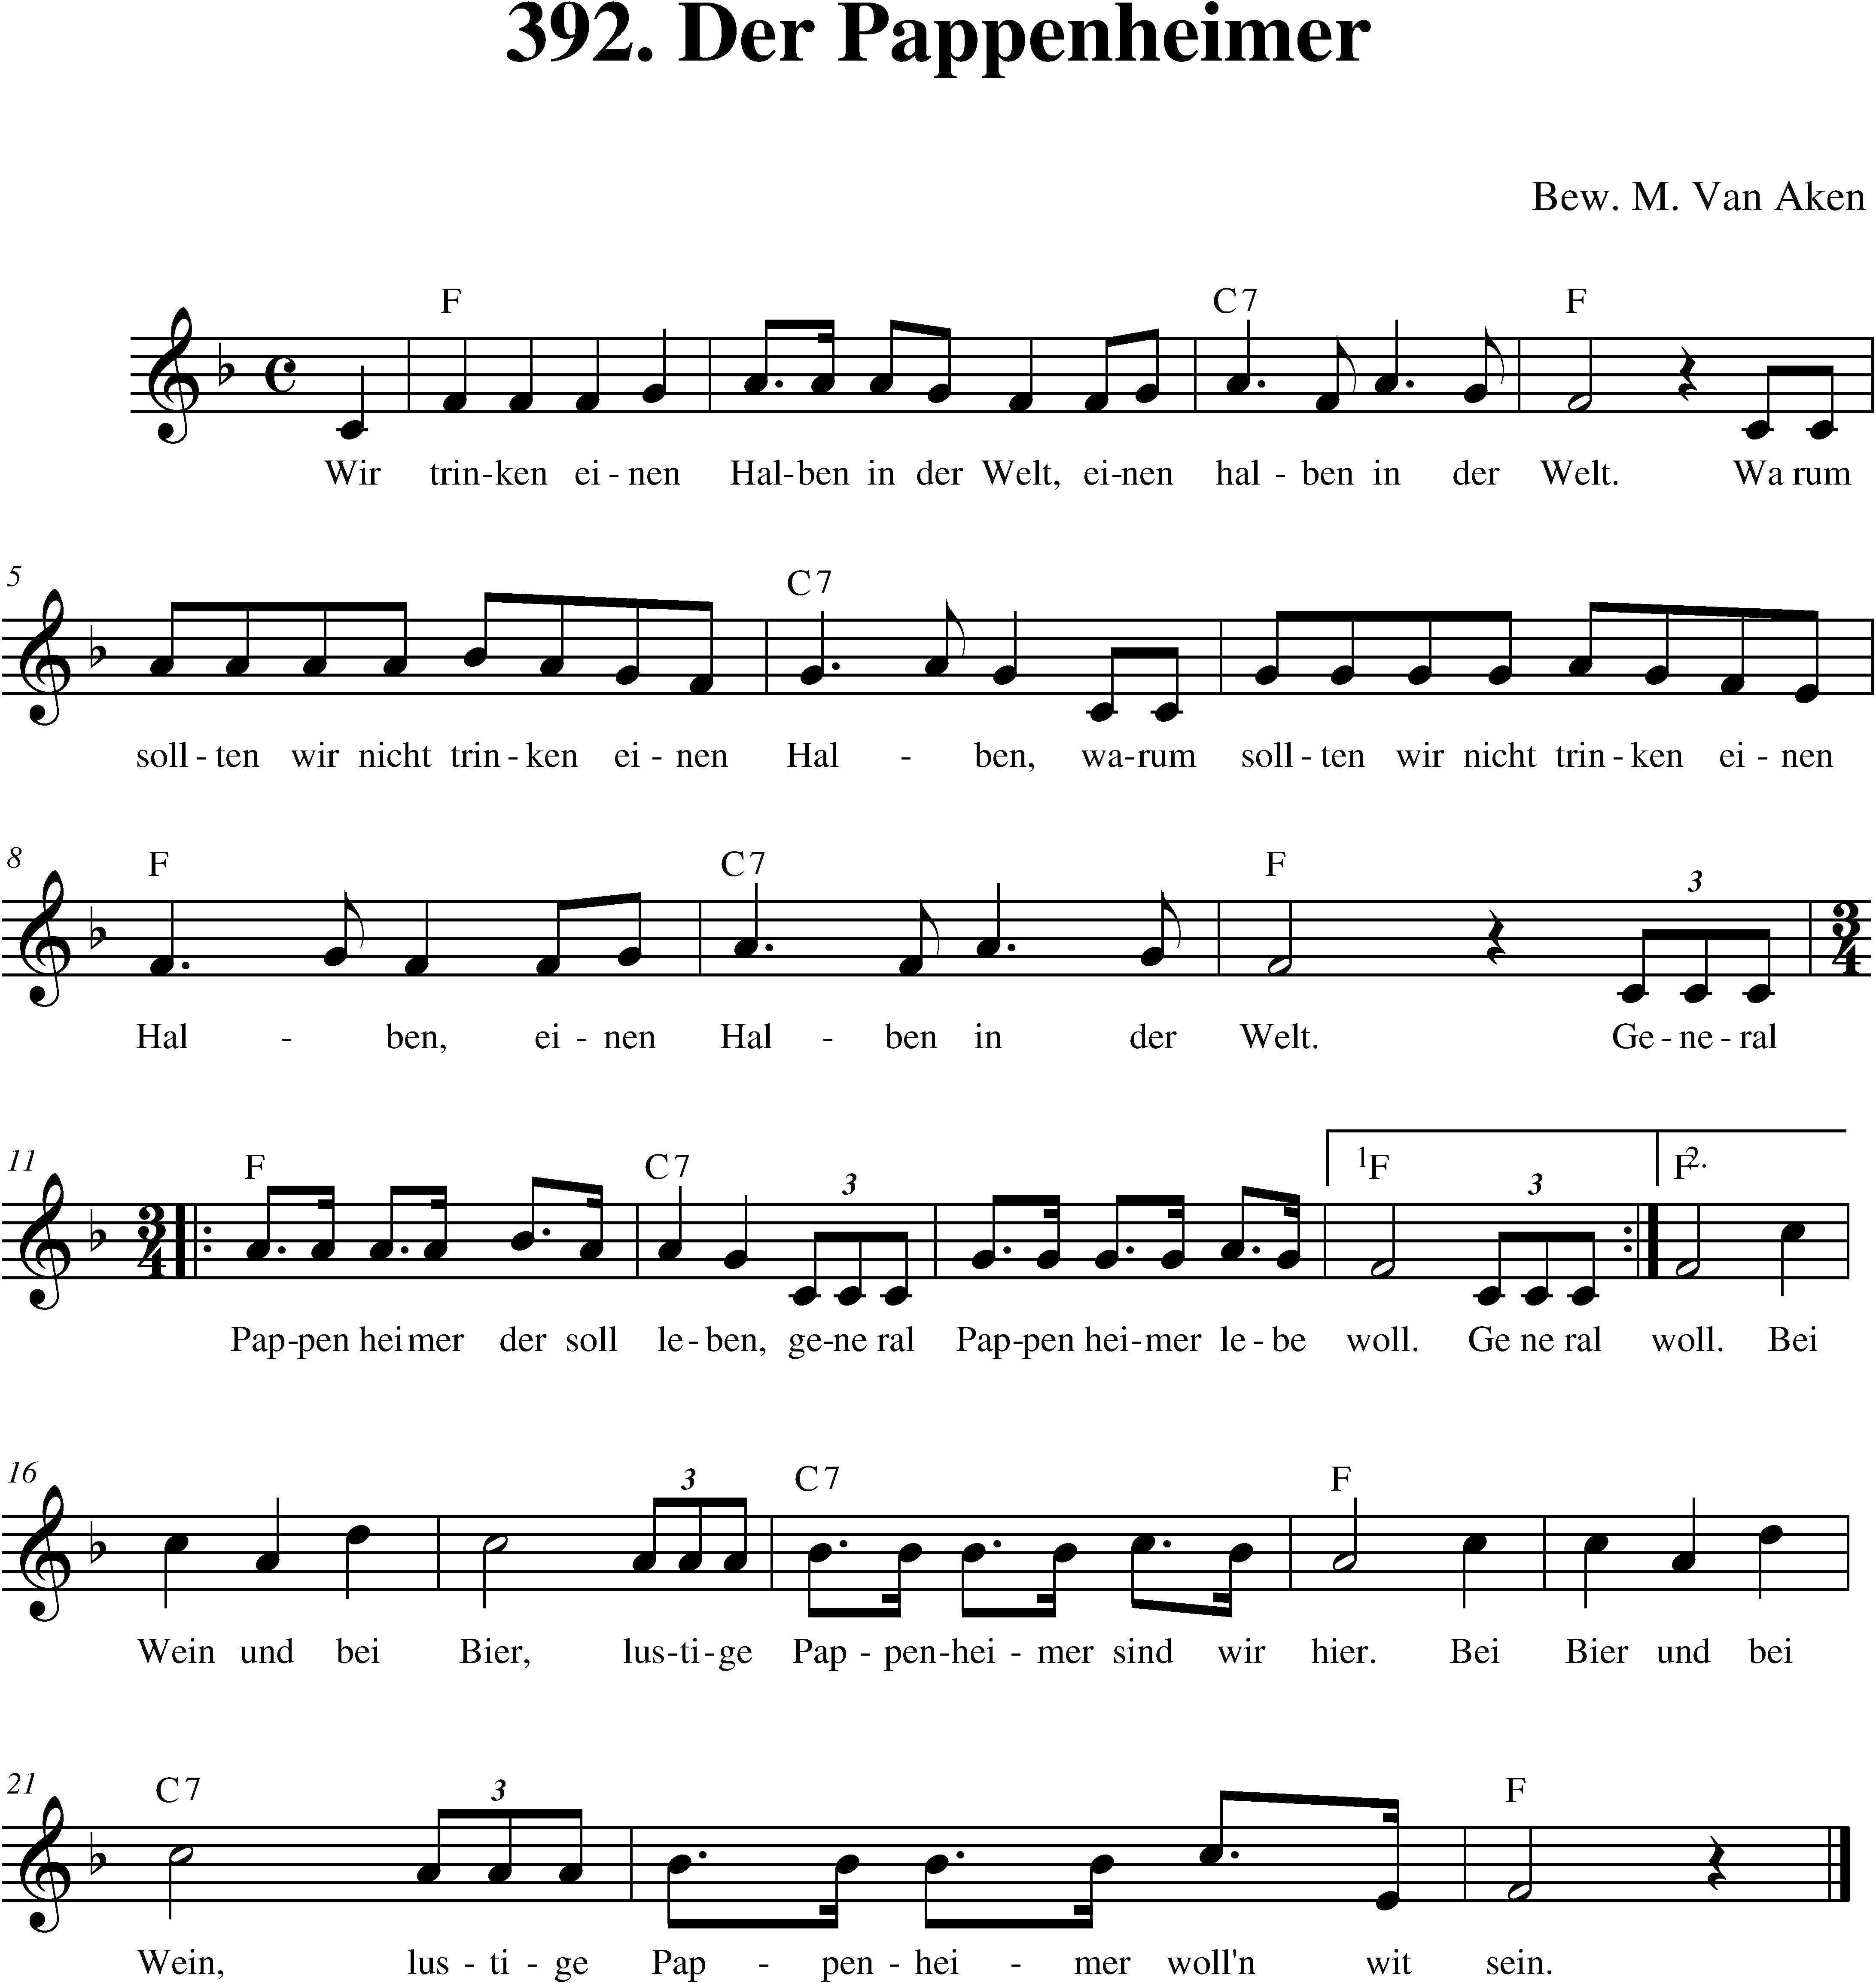 392. Der Pappenheimer
Bew. M. Van Aken
F C7 F
Wir trin-ken ei-nen Hal-ben in der Welt, ei-nen hal-ben in der Welt. Wa rum
5 C7
soll-ten wir nicht trin-ken ei-nen Hal-ben, wa-rum soll-ten wir nicht trin-ken ei-nen
8 F C7 F 3 3 4
Hal-ben, ei-nen Hal-ben in der Welt. Ge-ne-ral
11 3 4 F C7 3 1. F 3 F 2.
Pap-pen hei mer der soll le-ben, ge-ne ral Pap-pen hei-mer le-be woll. Ge ne ral woll. Bei
16 3 C7 F
Wein und bei Bier, lus-ti-ge Pap-pen-hei-mer sind wir hier. Bei Bier und bei
21 C7 3 F
Wein, lus-ti-ge Pap-pen-hei-mer woll'n wit sein.